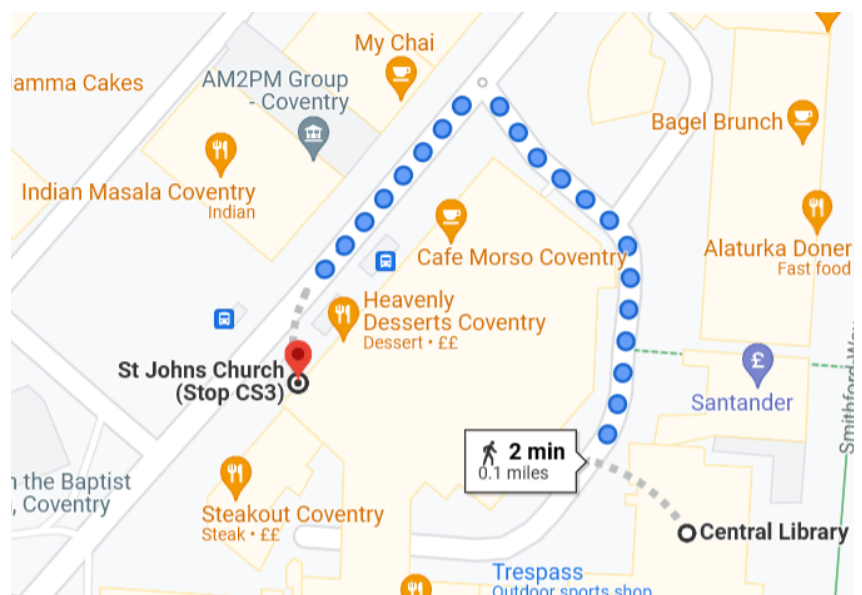 My Chai
amma Cakes
AM2PM Group
- Coventry
Bagel Brunch
Indian Masala Coventry
Indian
Cafe Morso Coventry
Alaturka Doner
Fast food
Heavenly
Desserts Coventry
Dessert • ££
St Johns Church
(Stop CS3)
£
Santander
Smithford Way
2 min
0.1 miles
n the Baptist
, Coventry
Steakout Coventry
Steak • ££
Central Library
Trespass
Outdoor sports shop